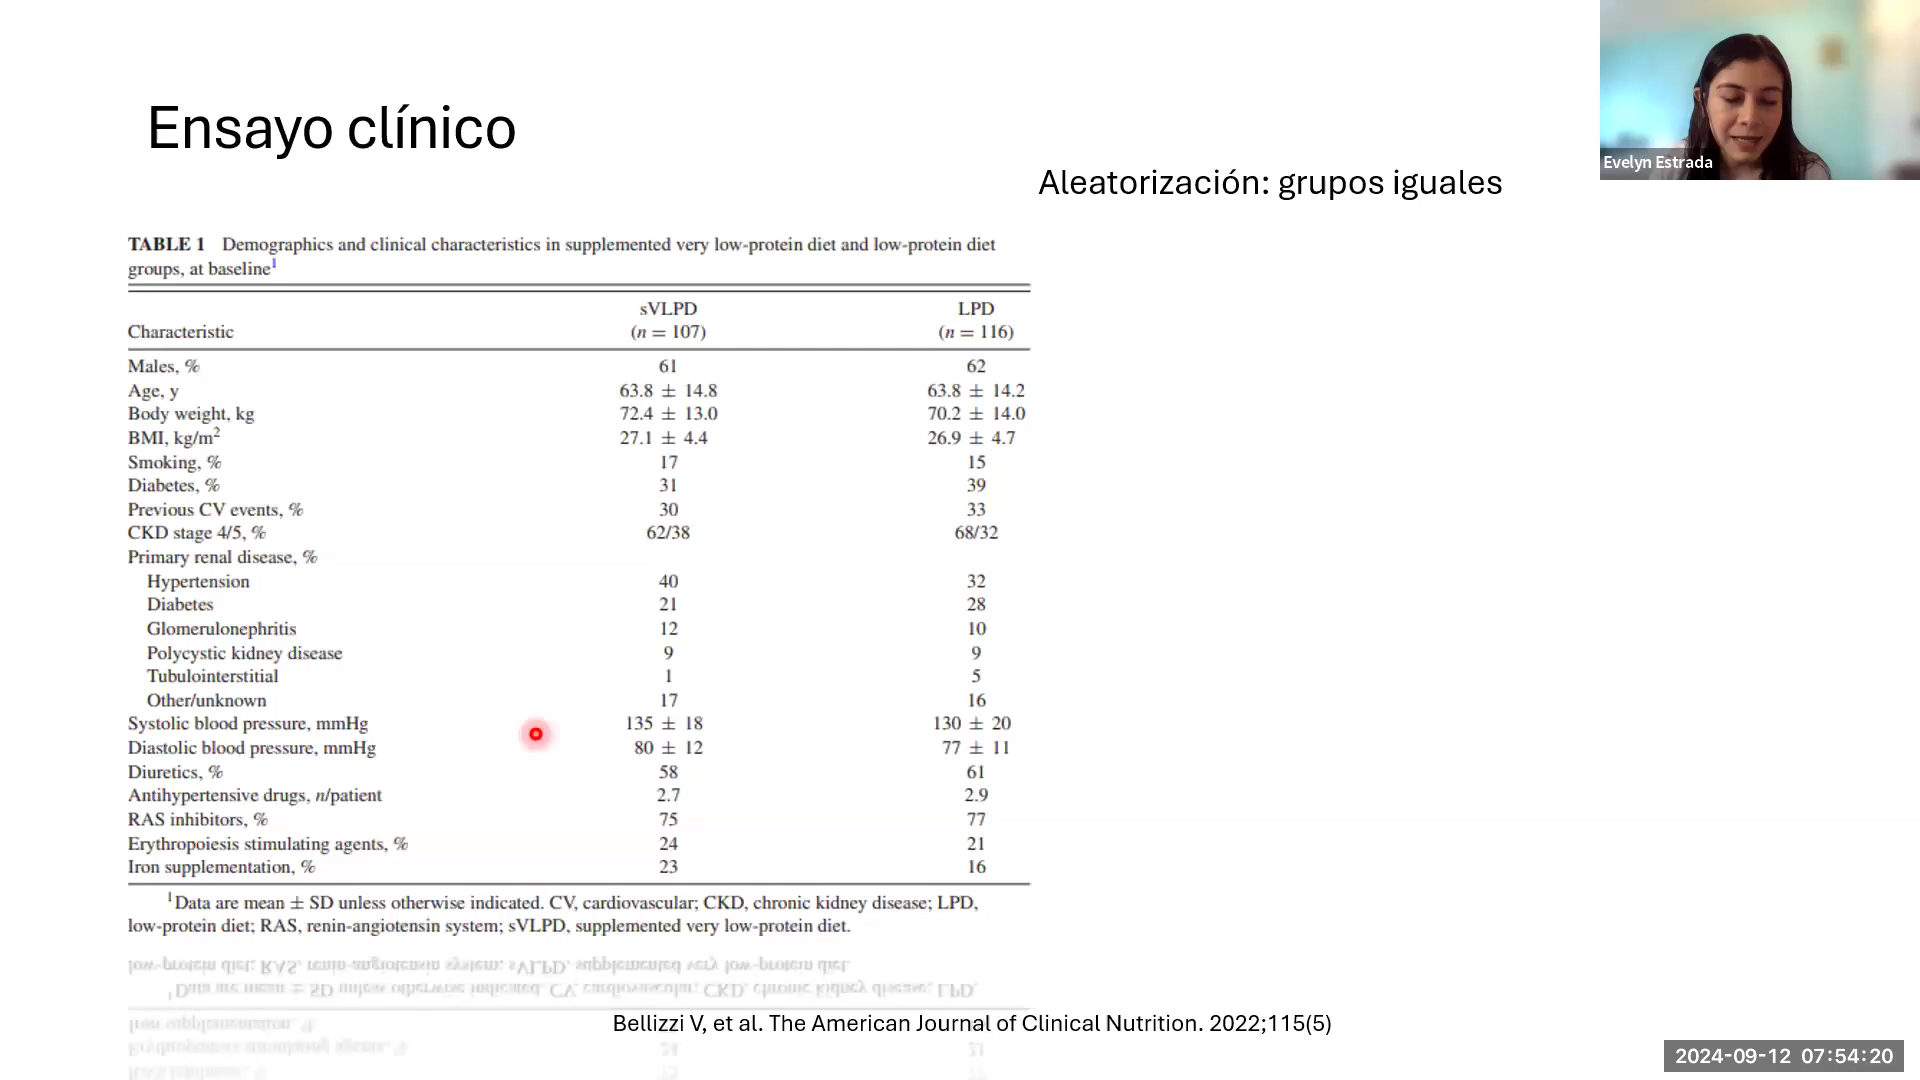 Ensayo clínico
Evelyn Estrada
Aleatorización: grupos iguales
TABLE 1 Demographics and clinical characteristics in supplemented very low-protein diet and low-protein diet
groups, at baseline¹
sVLPD LPD
Characteristic (n = 107) (n = 116)
Males, % 61 62
Age, y 63.8 ± 14.8 63.8 ± 14.2
Body weight, kg 72.4 ± 13.0 70.2 ± 14.0
BMI, kg/m² 27.1 ± 4.4 26.9 ± 4.7
Smoking, % 17 15
Diabetes, % 31 39
Previous CV events, % 30 33
CKD stage 4/5, % 62/38 68/32
Primary renal disease, %
Hypertension 40 32
Diabetes 21 28
Glomerulonephritis 12 10
Polycystic kidney disease 9 9
Tubulointerstitial 1 5
Other/unknown 17 16
Systolic blood pressure, mmHg 135 ± 18 130 ± 20
Diastolic blood pressure, mmHg 80 ± 12 77 ± 11
Diuretics, % 58 61
Antihypertensive drugs, n/patient 2.7 2.9
RAS inhibitors, % 75 77
Erythropoiesis stimulating agents, % 24 21
Iron supplementation, % 23 16
¹Data are mean ± SD unless otherwise indicated. CV, cardiovascular; CKD, chronic kidney disease; LPD,
low-protein diet; RAS, renin-angiotensin system; sVLPD, supplemented very low-protein diet.
Bellizzi V, et al. The American Journal of Clinical Nutrition. 2022;115(5)
2024-09-12 07:54:20